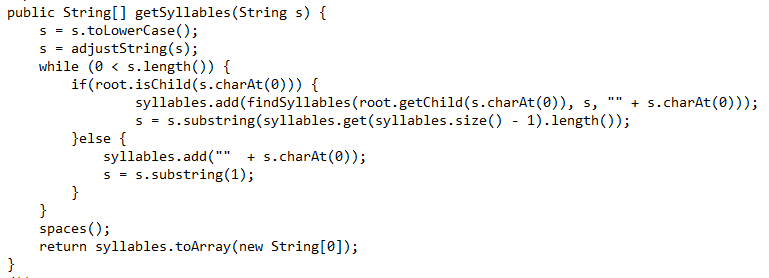 public String[] getSyllables(String s) {
    s = s.toLowerCase();
    s = adjustString(s);
    while (0 < s.length()) {
        if(root.isChild(s.charAt(0))) {
                syllables.add(findSyllables(root.getChild(s.charAt(0)), s, "" + s.charAt(0)));
                s = s.substring(syllables.get(syllables.size() - 1).length());
        }else {
            syllables.add(""  + s.charAt(0));
            s = s.substring(1);
        }
    }
    spaces();
    return syllables.toArray(new String[0]);
}